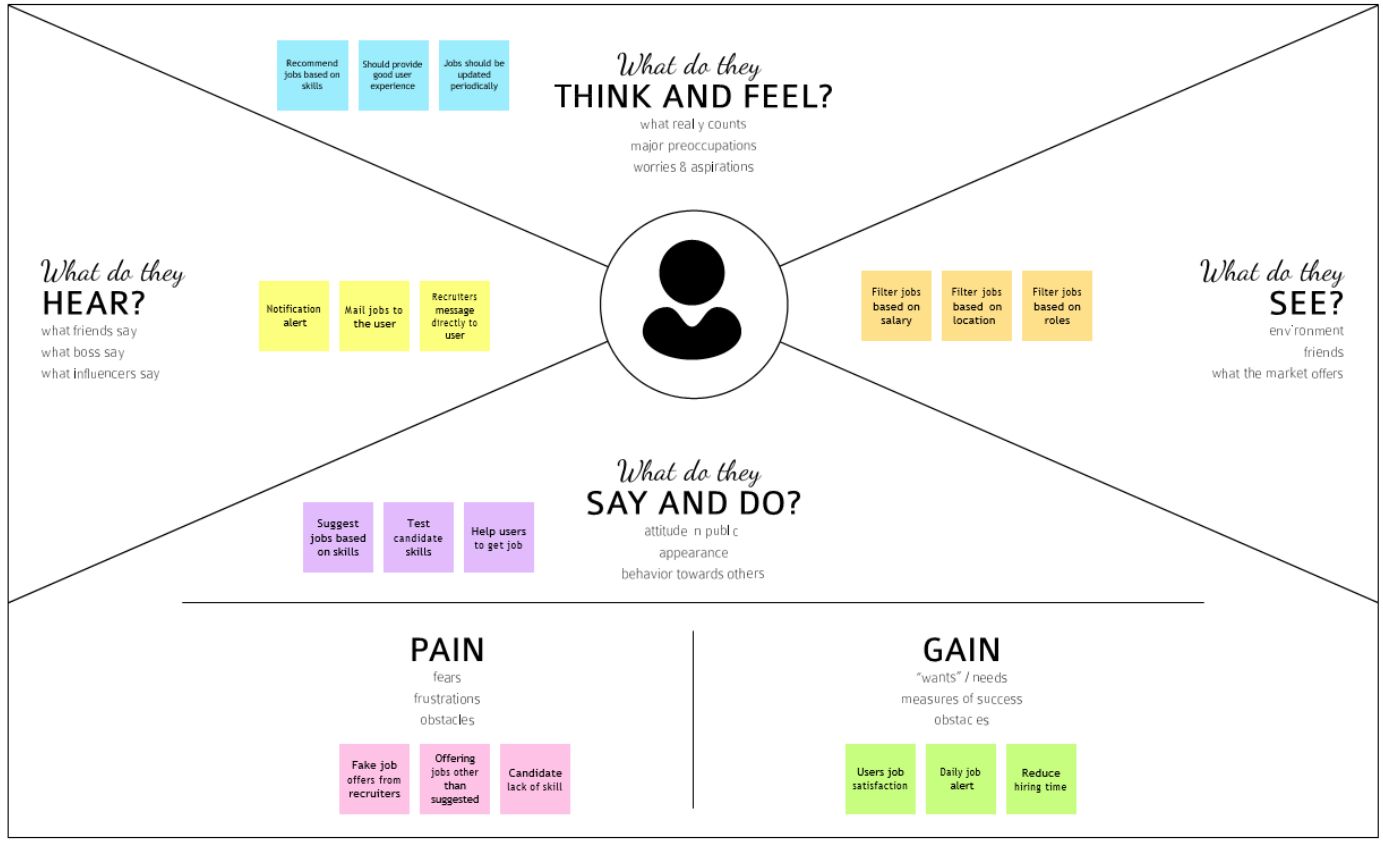 Recommend
jobs based on
skills
Should provide
good user
experience
Jobs should be
updated
periodically
What do they
THINK AND FEEL?
what real y counts
major preoccupations
worries & aspirations
What do they
HEAR?
what friends say
what boss say
what influencers say
Notification
alert
Mail jobs to
the user
Recruiters
message
directly to
user
Filter jobs
based on
salary
Filter jobs
based on
location
Filter jobs
based on
roles
What do they
SEE?
env'ronment
friends
what the market offers
What do they
SAY AND DO?
attitude n publ c
appearance
behavior towards others
Suggest
jobs based
on skills
Test
candidate
skills
Help users
to get job
PAIN
fears
frustrations
obstacles
Fake job
offers from
recruiters
Offering
jobs other
than
suggested
Candidate
lack of skill
GAIN
“wants” / needs
measures of success
obstac es
Users job
satisfaction
Daily job
alert
Reduce
hiring time